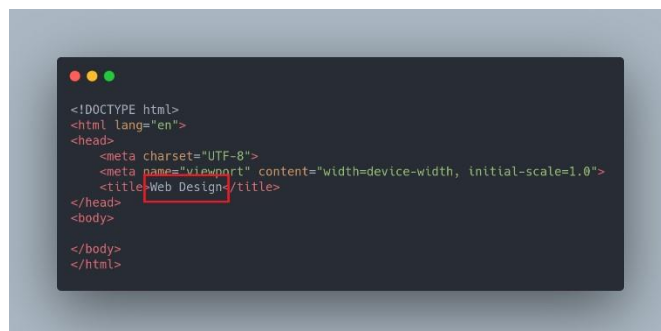 <!DOCTYPE html>
<html lang="en">
<head>
    <meta charset="UTF-8">
    <meta name="viewport" content="width=device-width, initial-scale=1.0">
    <title>Web Design</title>
</head>
<body>

</body>
</html>